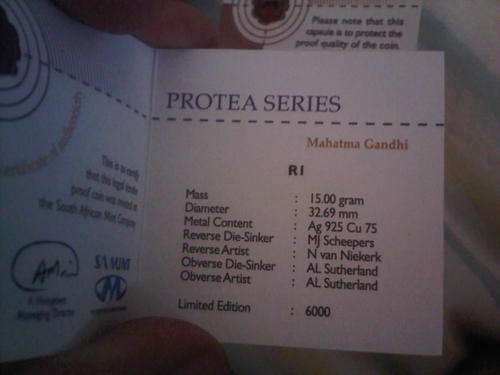 Please note that this
capsule is to protect the
proof quality of the coin.
This is to certify
that this legal tender
proof coin was minted at
the South African Mint Company
SA MINT
Managing Director
PROTEA SERIES
Mahatma Gandhi
R1
Mass : 15.00 gram
Diameter : 32.69 mm
Metal Content : Ag 925 Cu 75
Reverse Die-Sinker : MJ Scheepers
Reverse Artist : N van Niekerk
Obverse Die-Sinker : AL Sutherland
Obverse Artist : AL Sutherland
Limited Edition : 6000